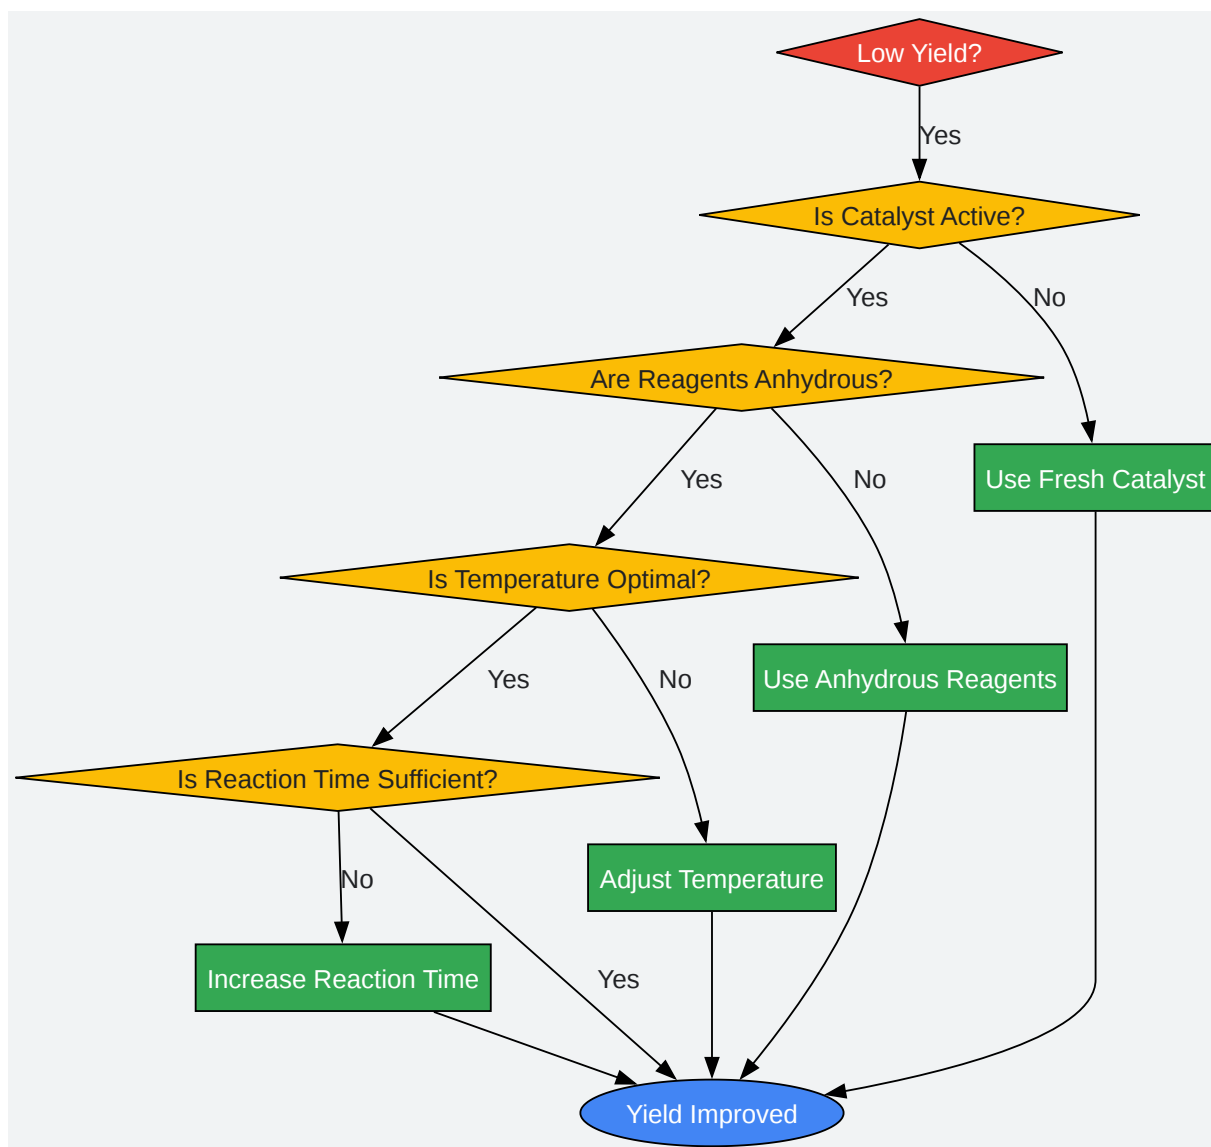 Low Yield?
Yes
Is Catalyst Active?
Yes
No
Are Reagents Anhydrous?
Yes
No
Use Fresh Catalyst
Is Temperature Optimal?
Yes
No
Use Anhydrous Reagents
Is Reaction Time Sufficient?
No
Adjust Temperature
Increase Reaction Time
Yes
Yield Improved